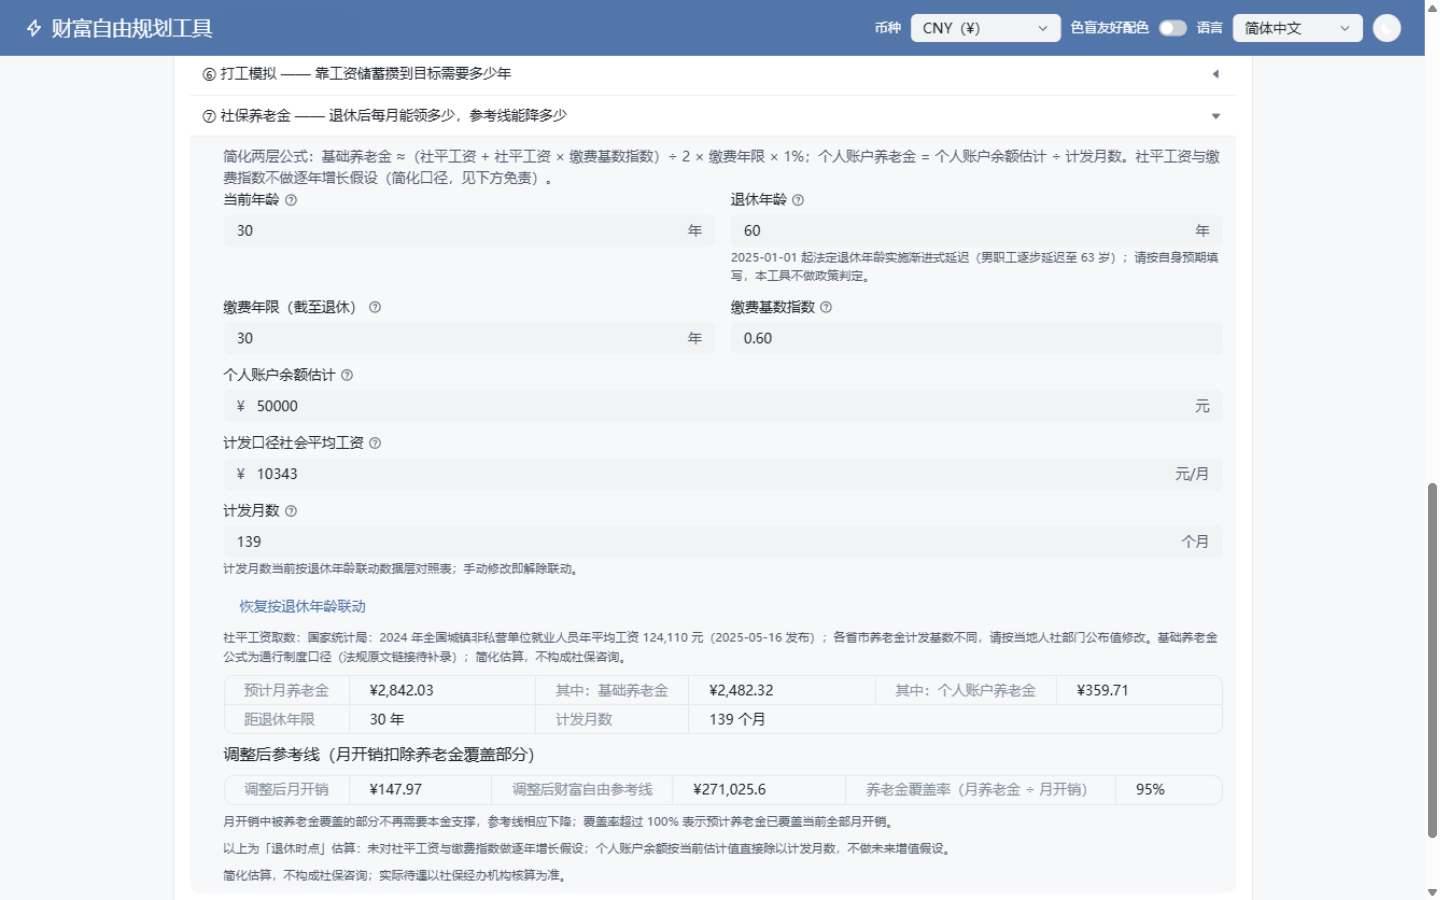 财富自由规划工具
币种
CNY（¥）
色盲友好配色
语言
简体中文
⑥ 打工模拟 —— 靠工资储蓄攒到目标需要多少年
⑦ 社保养老金 —— 退休后每月能领多少，参考线能降多少
简化两层公式：基础养老金 ≈（社平工资 + 社平工资 × 缴费基数指数）÷ 2 × 缴费年限 × 1%；个人账户养老金 = 个人账户余额估计 ÷ 计发月数。社平工资与缴
费指数不做逐年增长假设（简化口径，见下方免责）。
当前年龄
30 年
退休年龄
60 年
2025-01-01 起法定退休年龄实施渐进式延迟（男职工逐步延迟至 63 岁）；请按自身预期填
写，本工具不做政策判定。
缴费年限（截至退休）
30 年
缴费基数指数
0.60
个人账户余额估计
¥ 50000 元
计发口径社会平均工资
¥ 10343 元/月
计发月数
139 个月
计发月数当前按退休年龄联动数据层对照表；手动修改即解除联动。
恢复按退休年龄联动
社平工资取数：国家统计局：2024 年全国城镇非私营单位就业人员年平均工资 124,110 元（2025-05-16 发布）；各省市养老金计发基数不同，请按当地人社部门公布值修改。基础养老金
公式为通行制度口径（法规原文链接待补录）；简化估算，不构成社保咨询。
预计月养老金 ¥2,842.03 其中：基础养老金 ¥2,482.32 其中：个人账户养老金 ¥359.71
距退休年限 30 年 计发月数 139 个月
调整后参考线（月开销扣除养老金覆盖部分）
调整后月开销 ¥147.97 调整后财富自由参考线 ¥271,025.6 养老金覆盖率（月养老金 ÷ 月开销） 95%
月开销中被养老金覆盖的部分不再需要本金支撑，参考线相应下降；覆盖率超过 100% 表示预计养老金已覆盖当前全部月开销。
以上为「退休时点」估算：未对社平工资与缴费指数做逐年增长假设；个人账户余额按当前估计值直接除以计发月数，不做未来增值假设。
简化估算，不构成社保咨询；实际待遇以社保经办机构核算为准。